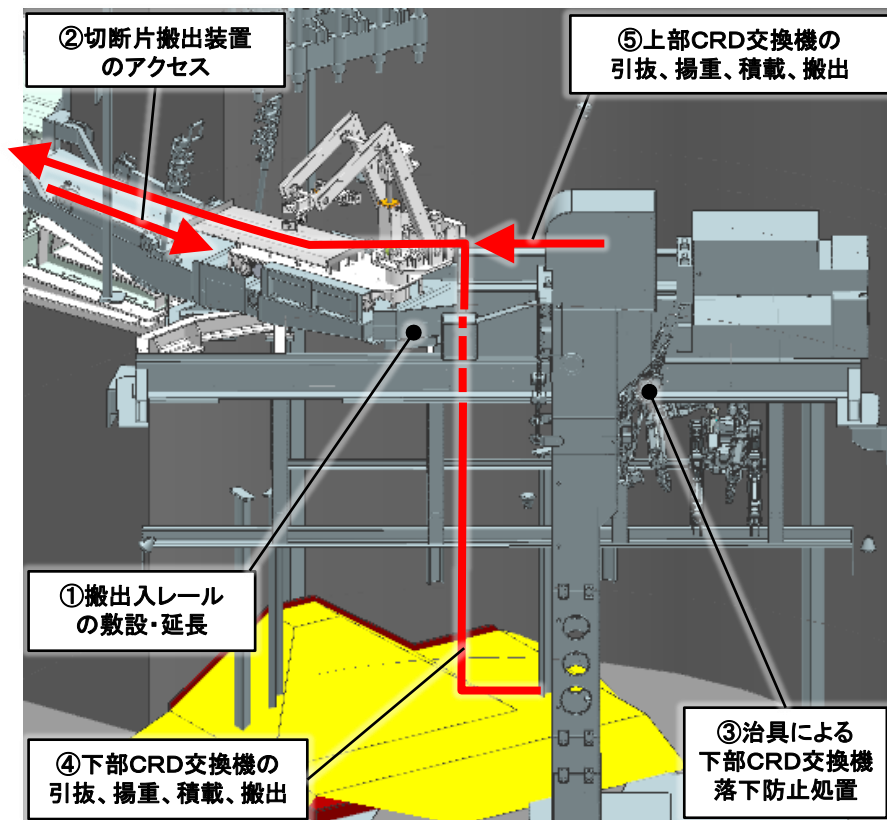 ②切断片搬出装置
のアクセス
⑤上部CRD交換機の
引抜、揚重、積載、搬出
①搬出入レール
の敷設・延長
④下部CRD交換機の
引抜、揚重、積載、搬出
③治具による
下部CRD交換機
落下防止処置